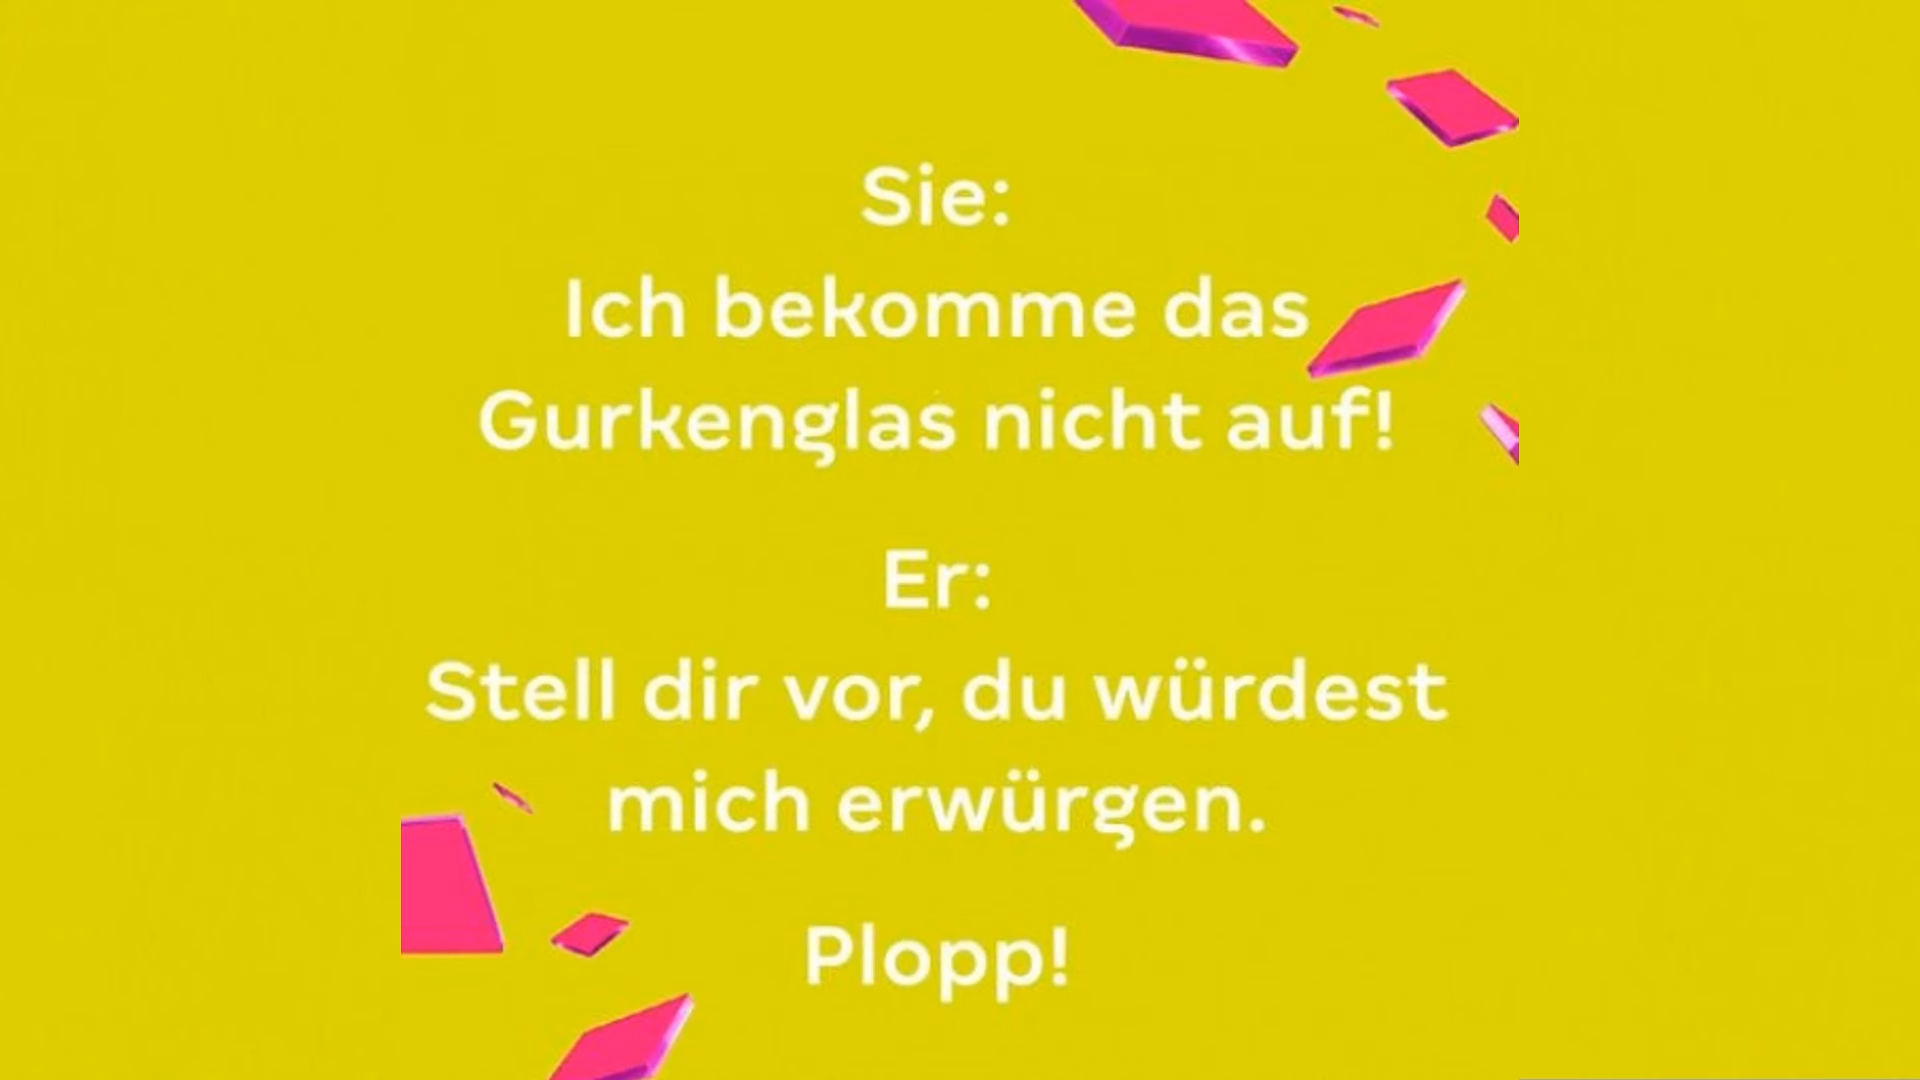 Sie:
Ich bekomme das
Gurkenglas nicht auf!
Er:
Stell dir vor, du würdest
mich erwürgen.
Plopp!